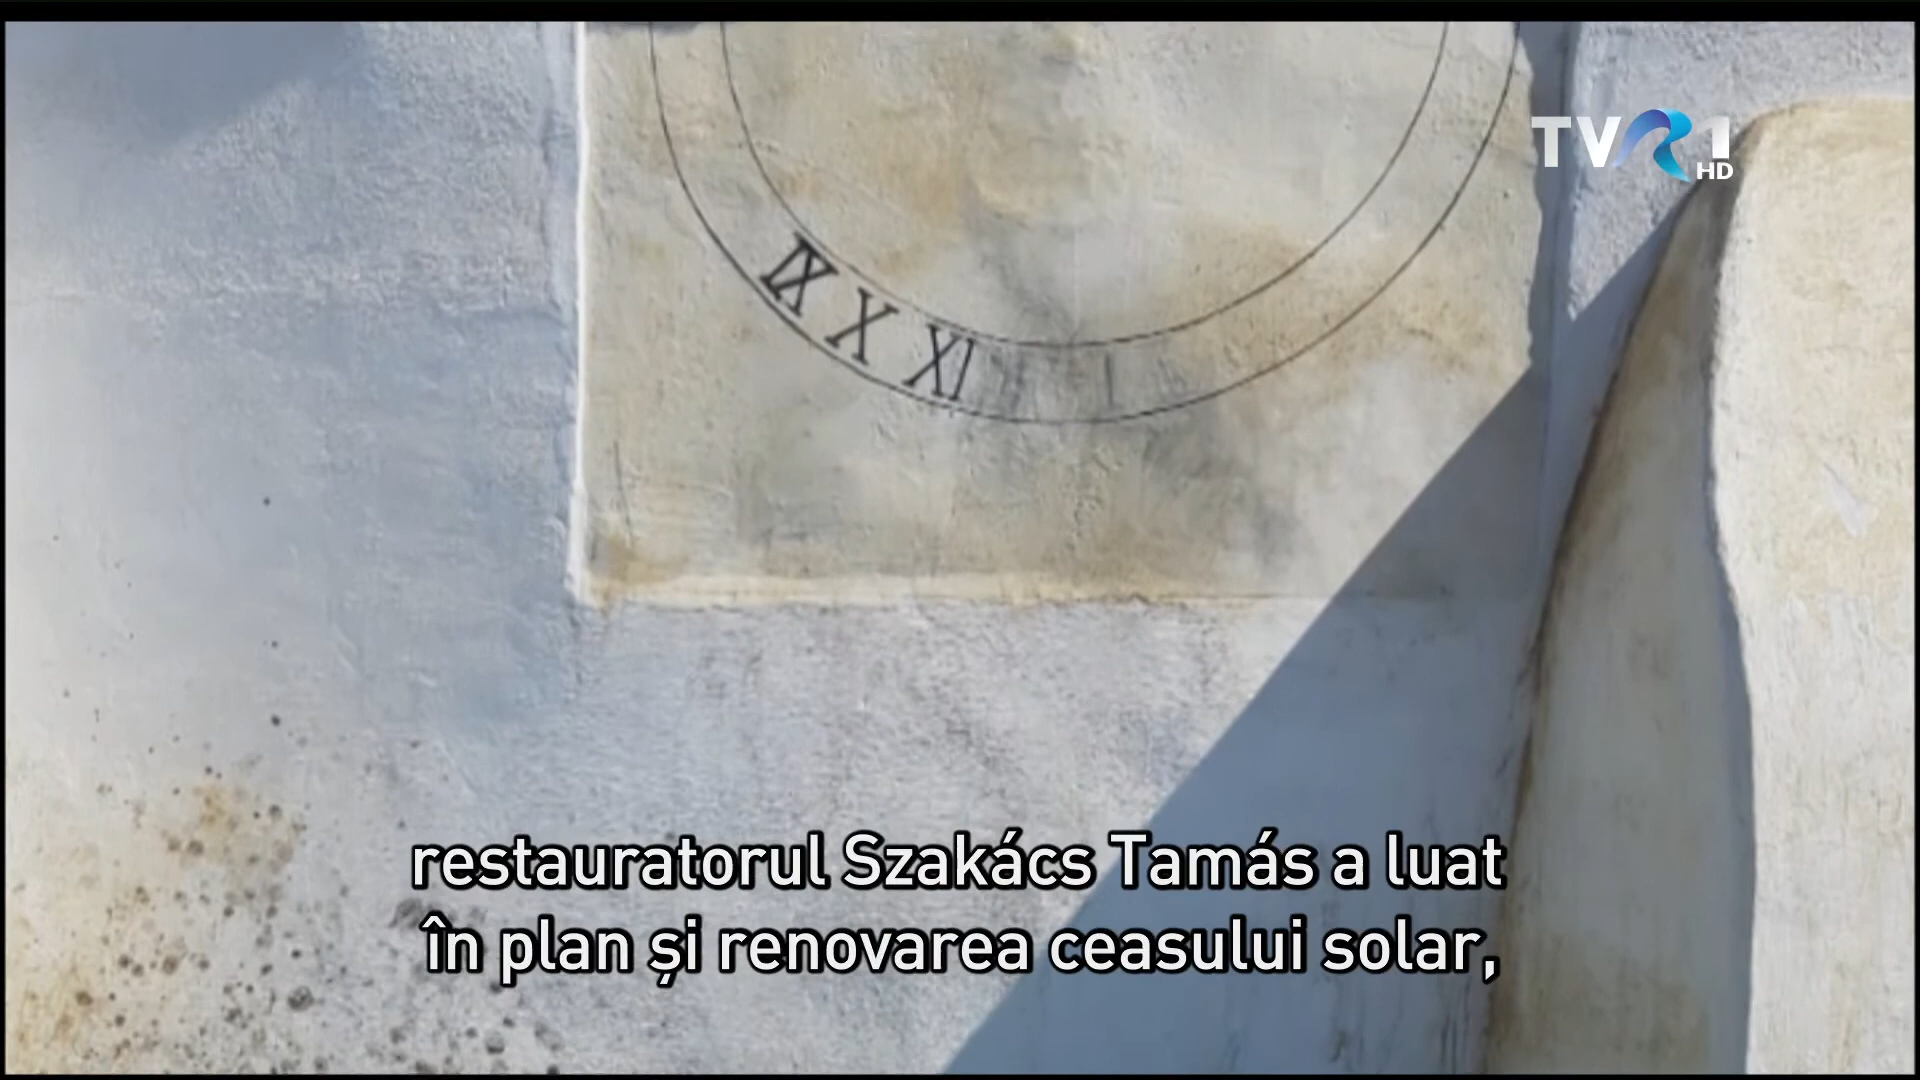 TVR1
HD
IX X XI
restauratorul Szakács Tamás a luat
în plan și renovarea ceasului solar,